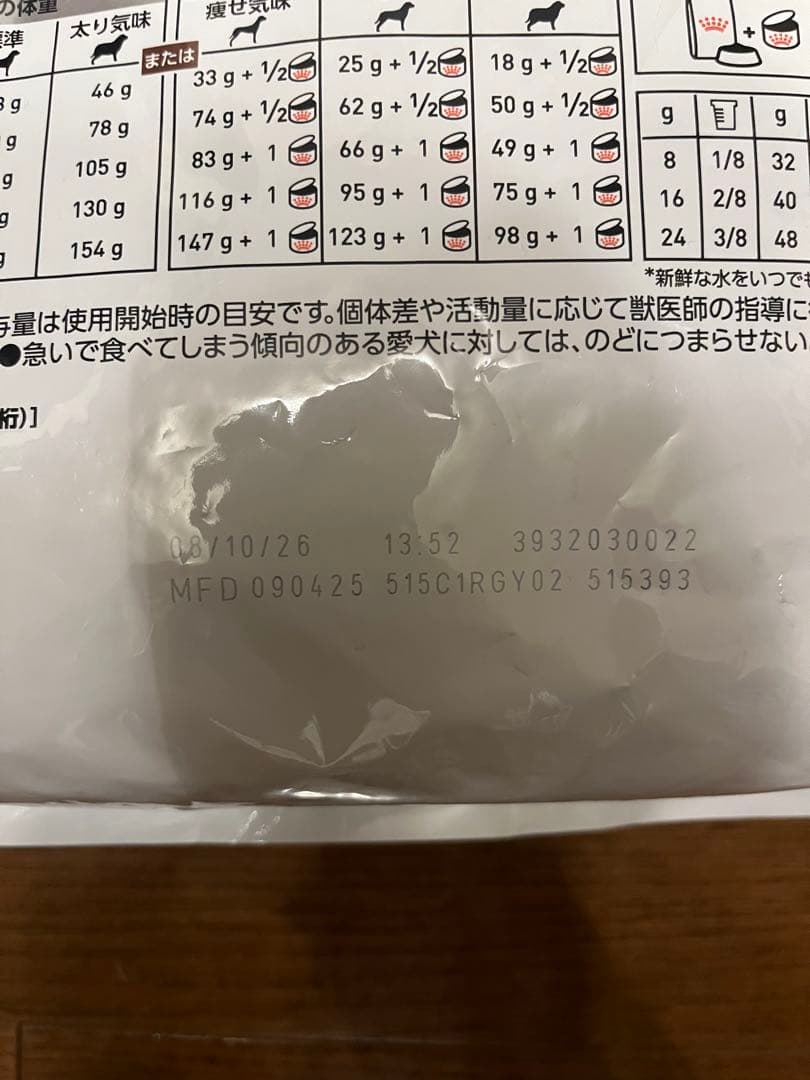 の体重
準
太り気味
痩せ気味
または
g 46 g 33 g + 1/2 25 g + 1/2 18 g + 1/2
g 78 g 74 g + 1/2 62 g + 1/2 50 g + 1/2
g 105 g 83 g + 1 66 g + 1 49 g + 1
g 130 g 116 g + 1 95 g + 1 75 g + 1
g 154 g 147 g + 1 123 g + 1 98 g + 1
+
g g
8 1/8 32
16 2/8 40
24 3/8 48
*新鮮な水をいつでも
与量は使用開始時の目安です。個体差や活動量に応じて獣医師の指導に
●急いで食べてしまう傾向のある愛犬に対しては、のどにつまらせない
桁)]
08/10/26 13:52 3932030022
MFD 090425 515C1RGY02 515393